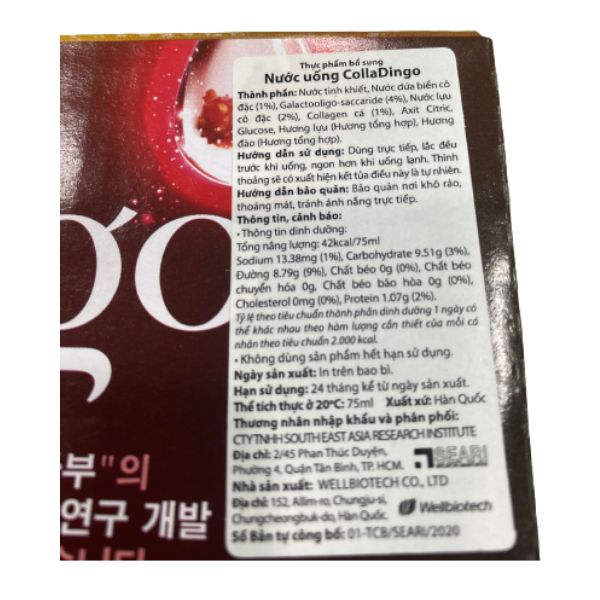 Thực phẩm bổ sung
Nước uống CollaDingo
Thành phần: Nước tinh khiết, Nước dứa biển cô
đặc (1%), Galactooligo-saccaride (4%), Nước lựu
cô đặc (2%), Collagen cá (1%), Axit Citric,
Glucose, Hương lựu (Hương tổng hợp), Hương
đào (Hương tổng hợp).
Hướng dẫn sử dụng: Dùng trực tiếp, lắc đều
trước khi uống, ngon hơn khi uống lạnh. Thỉnh
thoảng sẽ có xuất hiện kết tủa điều này là tự nhiên.
Hướng dẫn bảo quản: Bảo quản nơi khô ráo,
thoáng mát, tránh ánh nắng trực tiếp.
Thông tin, cảnh báo:
• Thông tin dinh dưỡng:
Tổng năng lượng: 42kcal/75ml
Sodium 13.38mg (1%), Carbohydrate 9.51g (3%),
Đường 8.79g (9%), Chất béo 0g (0%), Chất béo
chuyển hóa 0g, Chất béo bão hòa 0g (0%),
Cholesterol 0mg (0%), Protein 1.07g (2%).
Tỷ lệ theo tiêu chuẩn thành phần dinh dưỡng 1 ngày có
thể khác nhau theo hàm lượng cần thiết của mỗi cá
nhân theo tiêu chuẩn 2.000 kcal.
• Không dùng sản phẩm hết hạn sử dụng.
Ngày sản xuất: In trên bao bì.
Hạn sử dụng: 24 tháng kể từ ngày sản xuất.
Thể tích thực ở 20°C: 75ml Xuất xứ: Hàn Quốc
Thương nhân nhập khẩu và phân phối:
CTY TNHH SOUTH EAST ASIA RESEARCH INSTITUTE
Địa chỉ: 2/45 Phan Thúc Duyện,
Phường 4, Quận Tân Bình, TP. HCM.
SEARI
Nhà sản xuất: WELLBIOTECH CO., LTD
Địa chỉ: 152, Allim-ro, Chungju-si,
Chungcheongbuk-do, Hàn Quốc.
Wellbiotech
Số Bản tự công bố: 01-TCB/SEARI/2020
go
부"의
연구 개발